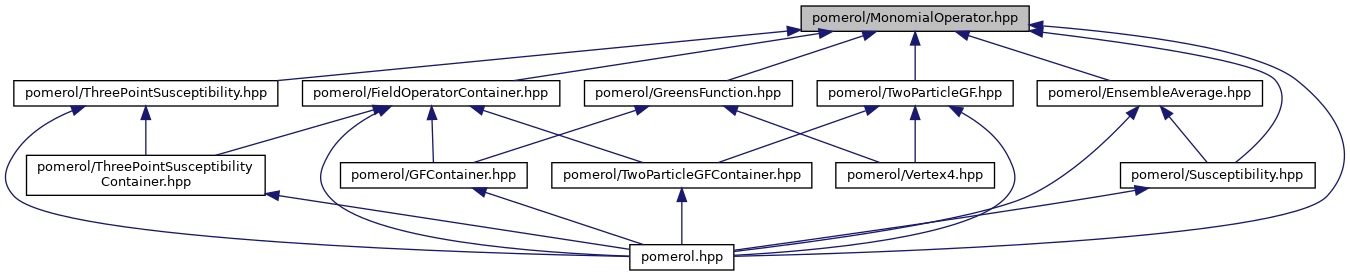 pomerol/MonomialOperator.hpp
pomerol/ThreePointSusceptibility.hpp
pomerol/FieldOperatorContainer.hpp
pomerol/GreensFunction.hpp
pomerol/TwoParticleGF.hpp
pomerol/EnsembleAverage.hpp
pomerol/ThreePointSusceptibility
Container.hpp
pomerol/GFContainer.hpp
pomerol/TwoParticleGFContainer.hpp
pomerol/Vertex4.hpp
pomerol/Susceptibility.hpp
pomerol.hpp